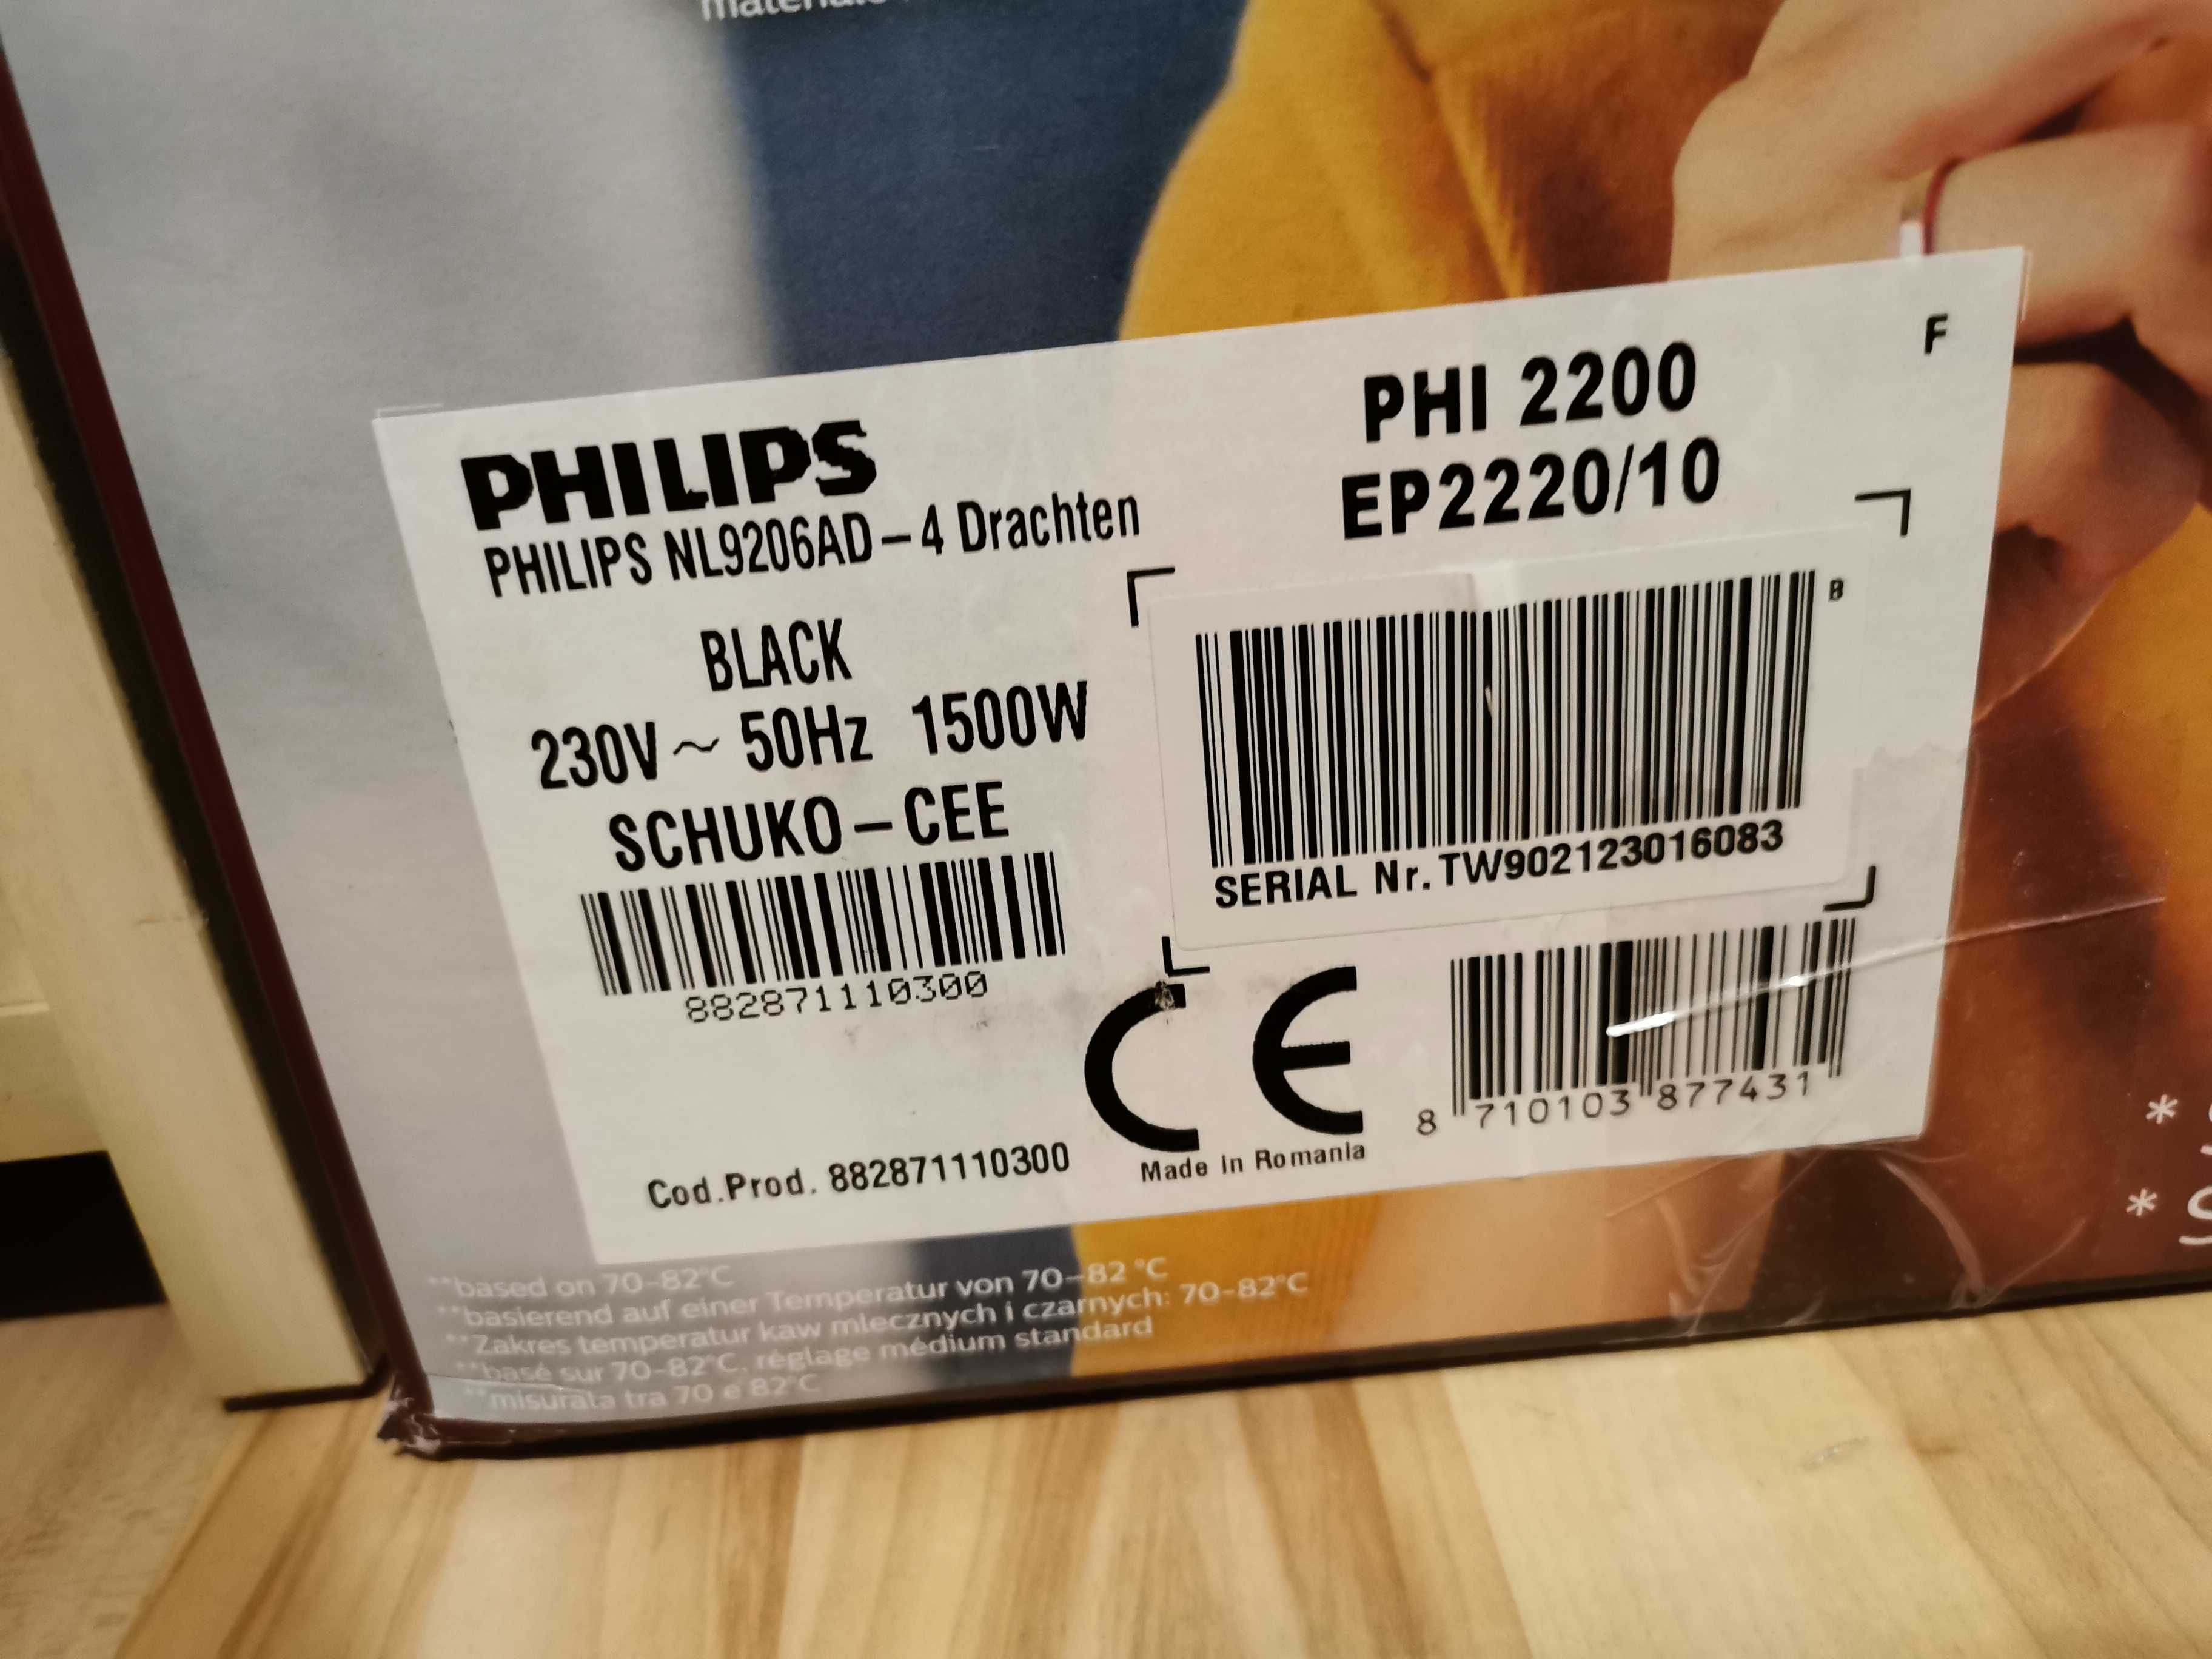 PHILIPS
PHILIPS NL9206AD-4 Drachten
BLACK
230V ~ 50Hz 1500W
SCHUKO-CEE
882871110300
Cod.Prod. 882871110300
PHI 2200
EP2220/10
F
B
SERIAL Nr. TW902123016083
CE
Made In Romania
8 710103 877431
**based on 70-82°C
**basierend auf einer Temperatur von 70-82 °C
**Zakres temperatur kaw mlecznych i czarnych: 70-82°C
**basé sur 70-82°C, réglage médium standard
**misurata tra 70 e 82°C
*
*